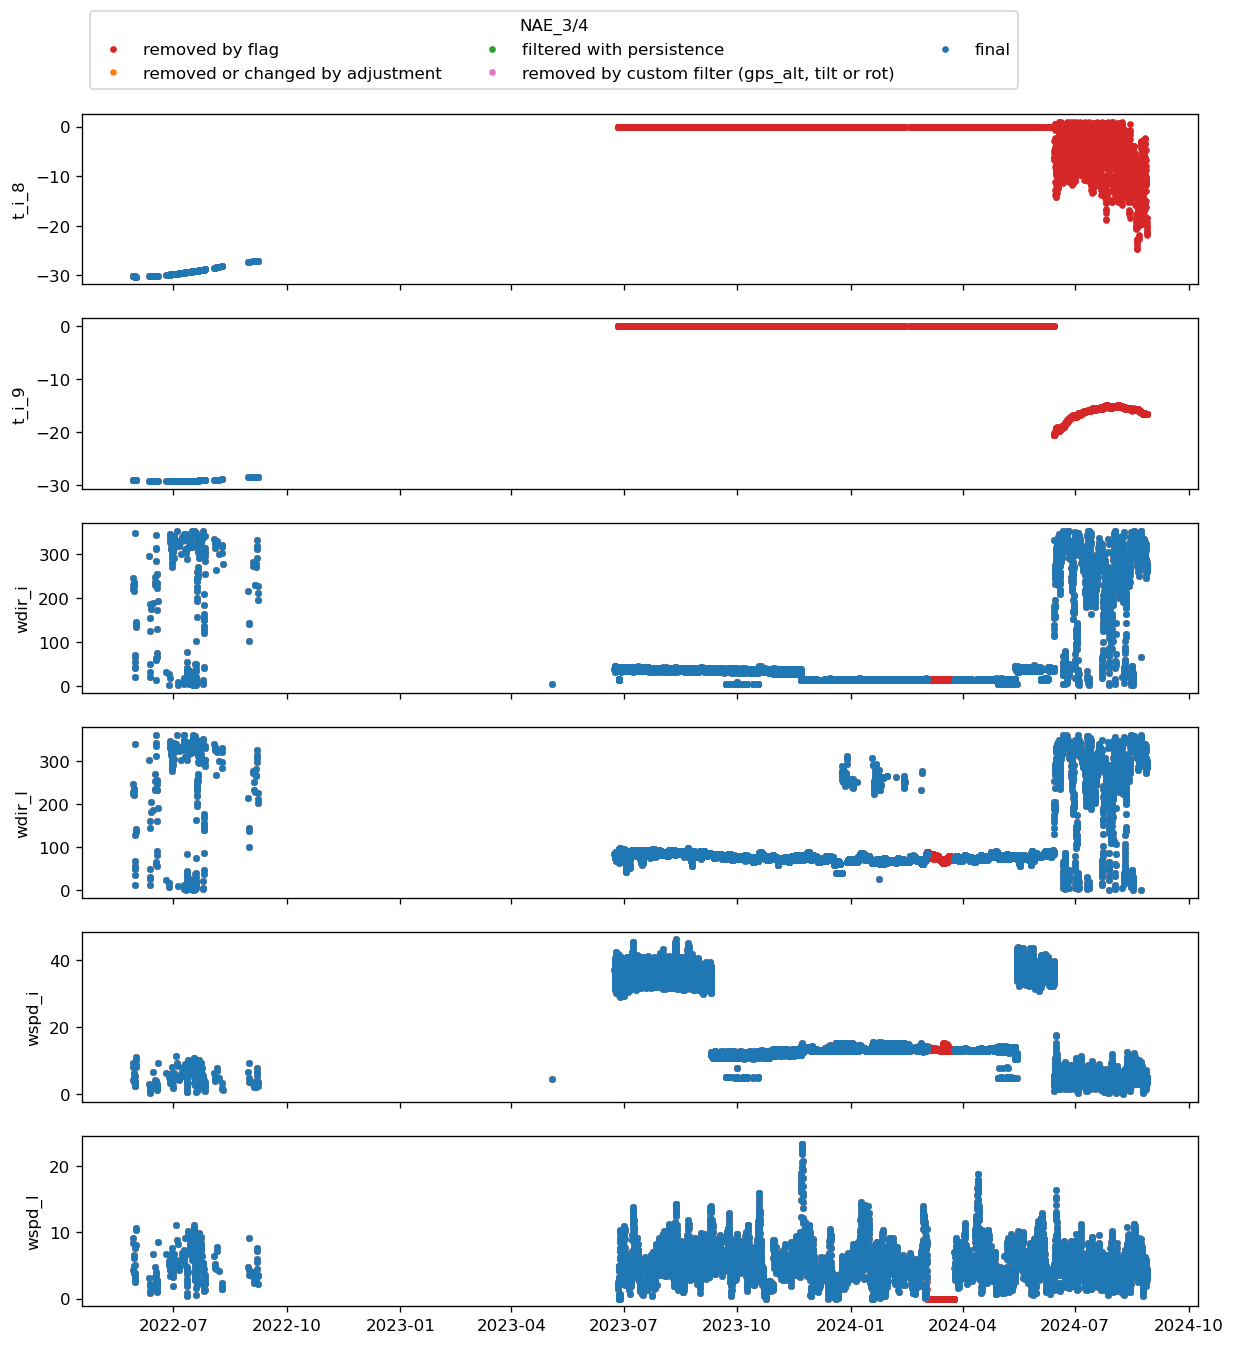 NAE_3/4
removed by flag
filtered with persistence
final
removed or changed by adjustment
removed by custom filter (gps_alt, tilt or rot)
0
−10
−20
−30
t_i_8
0
−10
−20
−30
t_i_9
300
200
100
0
wdir_i
300
200
100
0
wdir_l
40
20
0
wspd_i
20
10
0
wspd_l
2022-07
2022-10
2023-01
2023-04
2023-07
2023-10
2024-01
2024-04
2024-07
2024-10